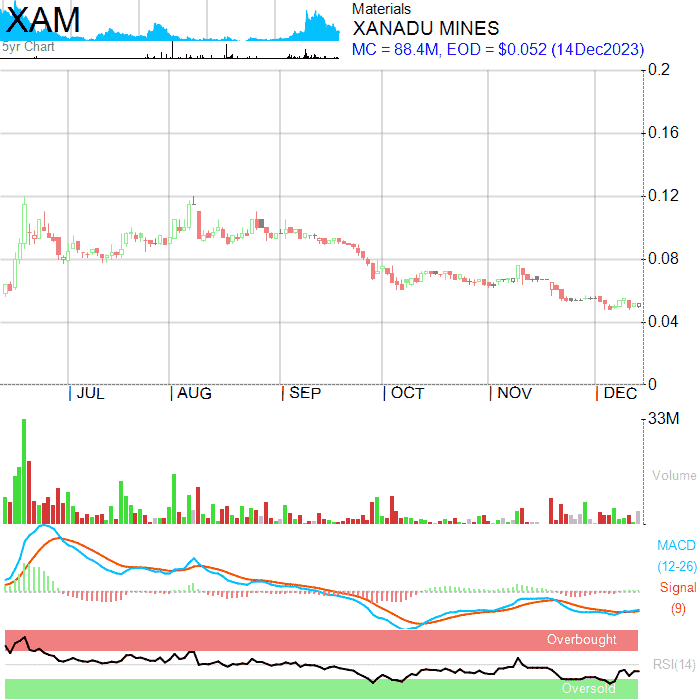 XAM
5yr Chart
Materials
XANADU MINES
MC = 88.4M, EOD = $0.052 (14Dec2023)
0.2
0.16
0.12
0.08
0.04
0
JUL AUG SEP OCT NOV DEC
33M
Volume
MACD
(12-26)
Signal
(9)
Overbought
RSI(14)
Oversold